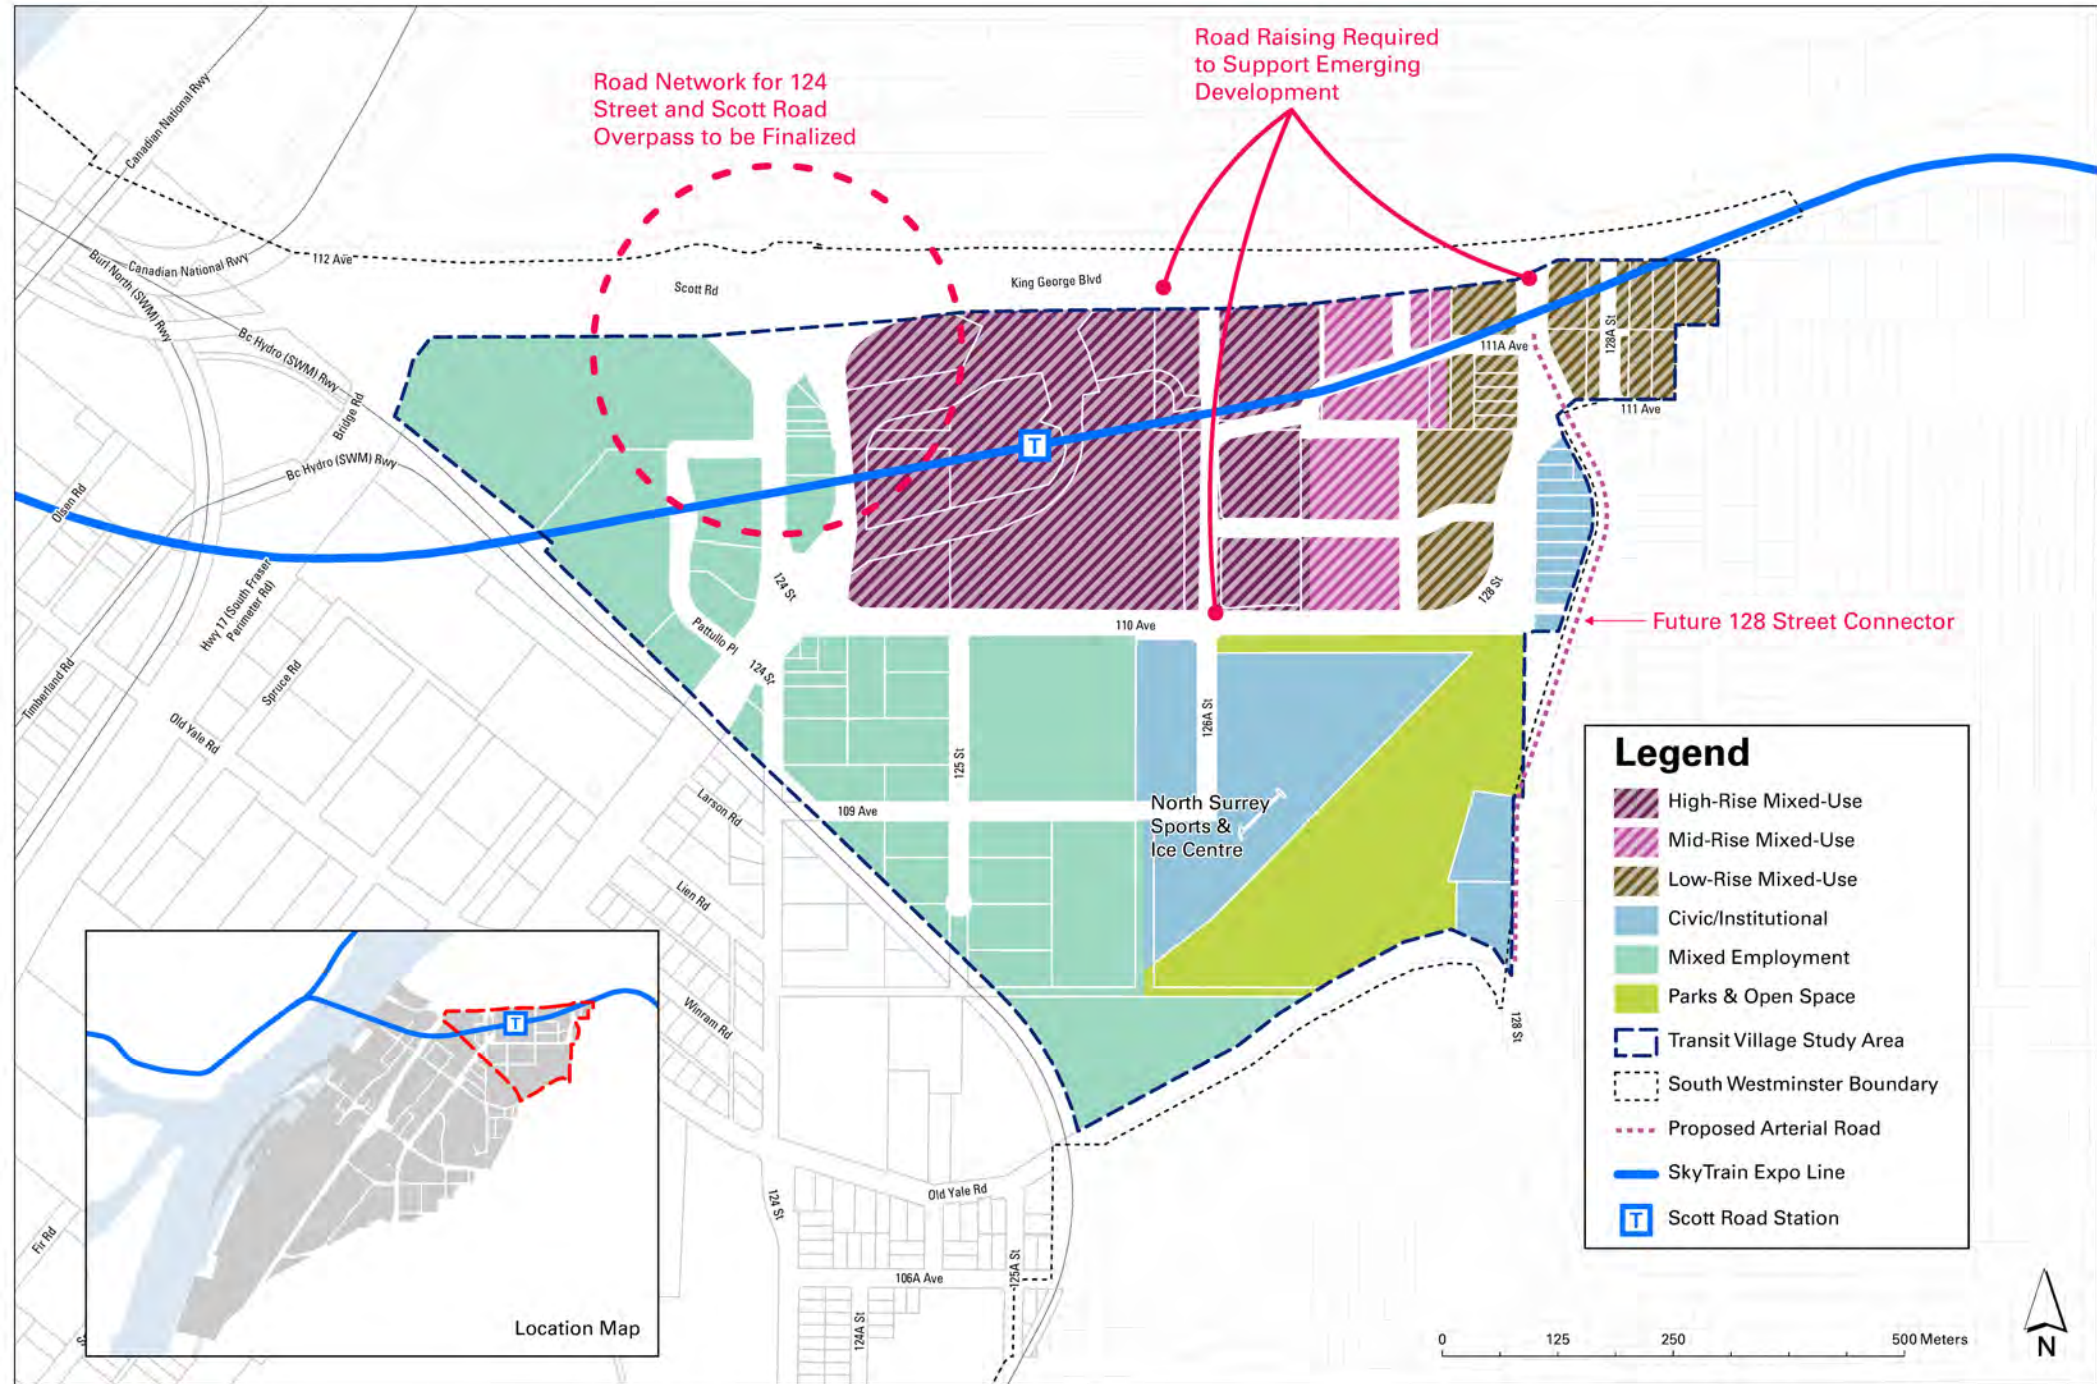 Road Raising Required
to Support Emerging
Development
Road Network for 124
Street and Scott Road
Overpass to be Finalized
Canadian National Rwy
Canadian National Rwy
112 Ave
Burl North (SWM) Rwy
Scott Rd
King George Blvd
Bc Hydro (SWM) Rwy
Bridge Rd
Bc Hydro (SWM) Rwy
111A Ave
128A St
111 Ave
T
Olsen Rd
Hwy 17 (South Fraser
Perimeter Rd)
Timberland Rd
Spruce Rd
Old Yale Rd
124 St
Pattullo Pl
124 St
110 Ave
128 St
Future 128 Street Connector
126A St
125 St
109 Ave
North Surrey
Sports &
Ice Centre
Larson Rd
Lien Rd
Winram Rd
128 St
Old Yale Rd
124 St
125A St
106A Ave
124A St
Fir Rd
T
Location Map
Legend
High-Rise Mixed-Use
Mid-Rise Mixed-Use
Low-Rise Mixed-Use
Civic/Institutional
Mixed Employment
Parks & Open Space
Transit Village Study Area
South Westminster Boundary
Proposed Arterial Road
SkyTrain Expo Line
T Scott Road Station
0 125 250 500 Meters
N